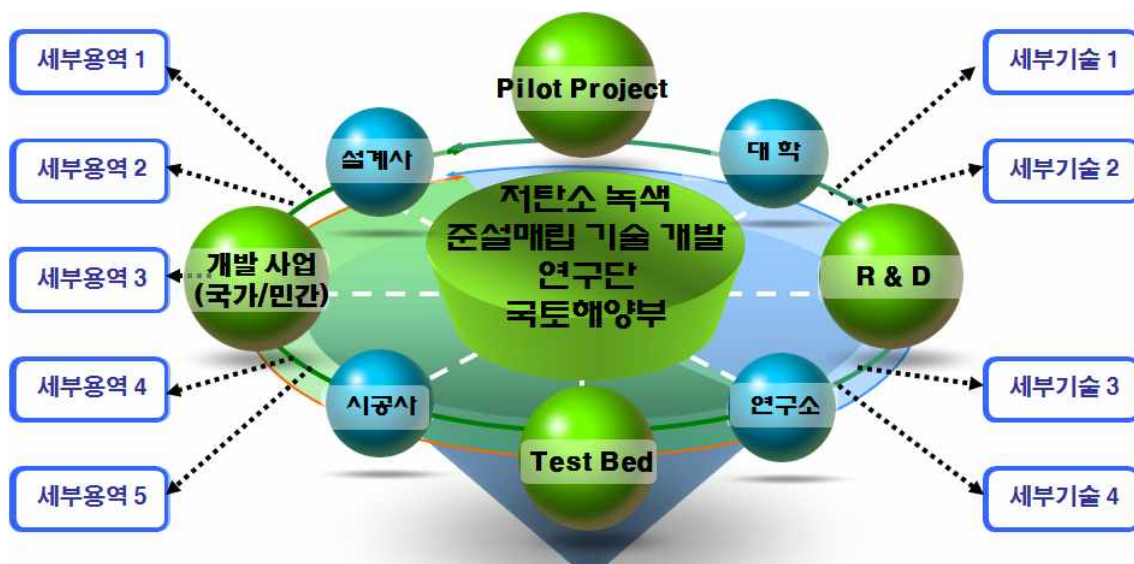 세부용역 1
세부용역 2
세부용역 3
세부용역 4
세부용역 5
Pilot Project
설계사
대 학
저탄소 녹색
준설매립 기술 개발
연구단
국토해양부
개발 사업
(국가/민간)
R & D
시공사
연구소
Test Bed
세부기술 1
세부기술 2
세부기술 3
세부기술 4